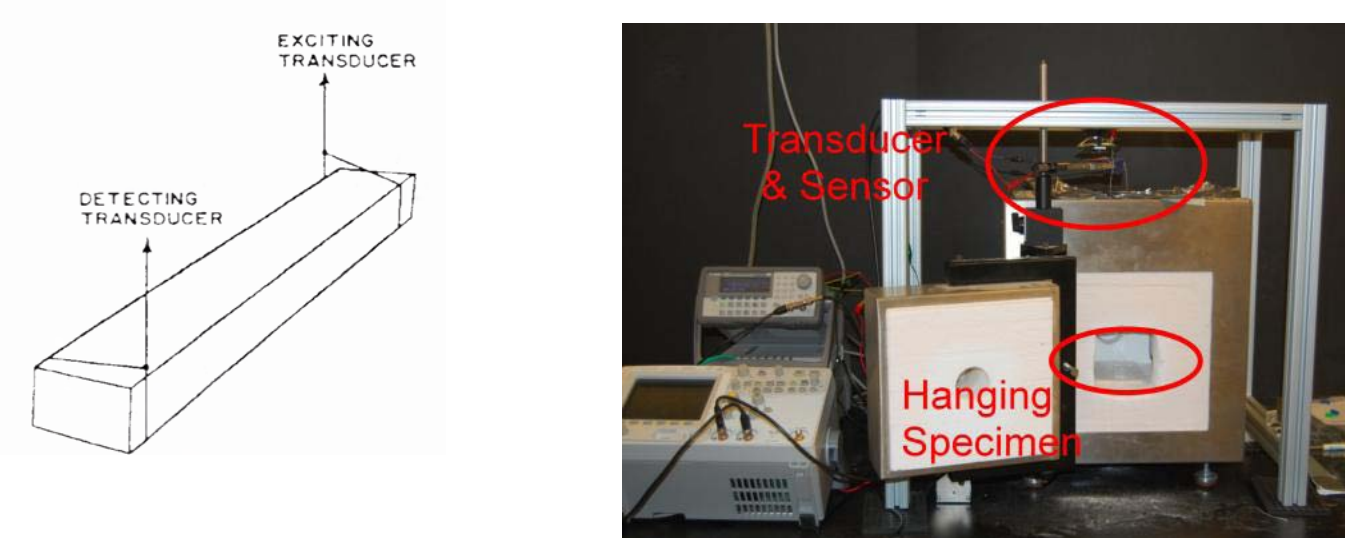 EXCITING
TRANSDUCER
DETECTING
TRANSDUCER
Transducer
& Sensor
Hanging
Specimen